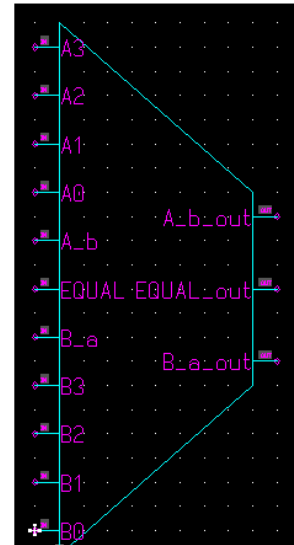 A3
A2
A1
A0
A_b_out
A_b
EQUAL EQUAL_out
B_a
B_a_out
B3
B2
B1
B0